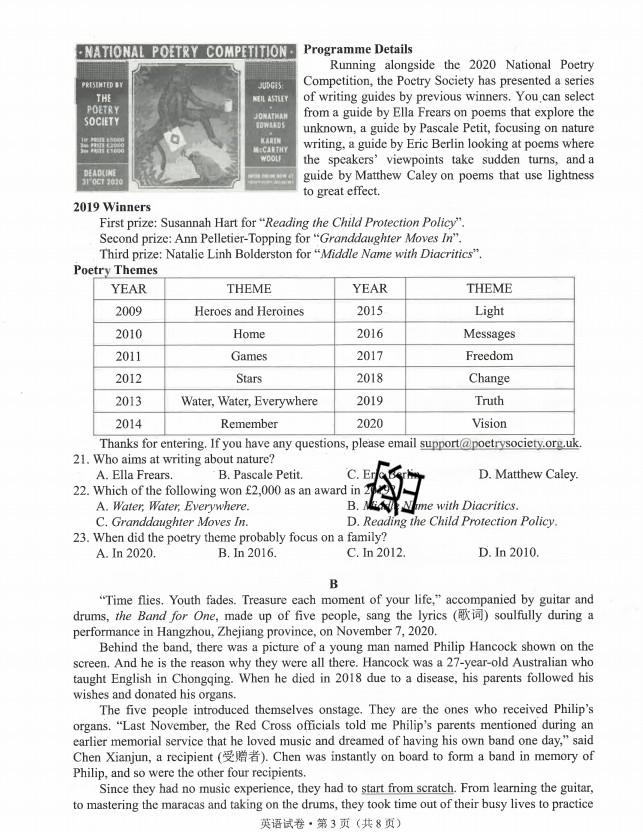 · NATIONAL POETRY COMPETITION ·
PRESENTED BY
THE
POETRY
SOCIETY
1ST PRIZE £5000
2ND PRIZE £2000
3RD PRIZE £1000
DEADLINE
31ST OCT 2020
JUDGES:
NEIL ASTLEY
JONATHAN
EDWARDS
KAREN
McCARTHY
WOOLF
Programme Details
Running alongside the 2020 National Poetry
Competition, the Poetry Society has presented a series
of writing guides by previous winners. You can select
from a guide by Ella Frears on poems that explore the
unknown, a guide by Pascale Petit, focusing on nature
writing, a guide by Eric Berlin looking at poems where
the speakers' viewpoints take sudden turns, and a
guide by Matthew Caley on poems that use lightness
to great effect.
2019 Winners
First prize: Susannah Hart for "Reading the Child Protection Policy".
Second prize: Ann Pelletier-Topping for "Granddaughter Moves In".
Third prize: Natalie Linh Bolderston for "Middle Name with Diacritics".
Poetry Themes
YEAR THEME YEAR THEME
2009 Heroes and Heroines 2015 Light
2010 Home 2016 Messages
2011 Games 2017 Freedom
2012 Stars 2018 Change
2013 Water, Water, Everywhere 2019 Truth
2014 Remember 2020 Vision
Thanks for entering. If you have any questions, please email support@poetrysociety.org.uk.
21. Who aims at writing about nature?
A. Ella Frears. B. Pascale Petit. C. Eric Berlin. D. Matthew Caley.
22. Which of the following won £2,000 as an award in 2019?
A. Water, Water, Everywhere. B. Middle Name with Diacritics.
C. Granddaughter Moves In. D. Reading the Child Protection Policy.
23. When did the poetry theme probably focus on a family?
A. In 2020. B. In 2016. C. In 2012. D. In 2010.
B
"Time flies. Youth fades. Treasure each moment of your life," accompanied by guitar and
drums, the Band for One, made up of five people, sang the lyrics (歌词) soulfully during a
performance in Hangzhou, Zhejiang province, on November 7, 2020.
Behind the band, there was a picture of a young man named Philip Hancock shown on the
screen. And he is the reason why they were all there. Hancock was a 27-year-old Australian who
taught English in Chongqing. When he died in 2018 due to a disease, his parents followed his
wishes and donated his organs.
The five people introduced themselves onstage. They are the ones who received Philip's
organs. "Last November, the Red Cross officials told me Philip's parents mentioned during an
earlier memorial service that he loved music and dreamed of having his own band one day," said
Chen Xianjun, a recipient (受赠者). Chen was instantly on board to form a band in memory of
Philip, and so were the other four recipients.
Since they had no music experience, they had to start from scratch. From learning the guitar,
to mastering the maracas and taking on the drums, they took time out of their busy lives to practice
英语试卷·第 3 页（共 8 页）